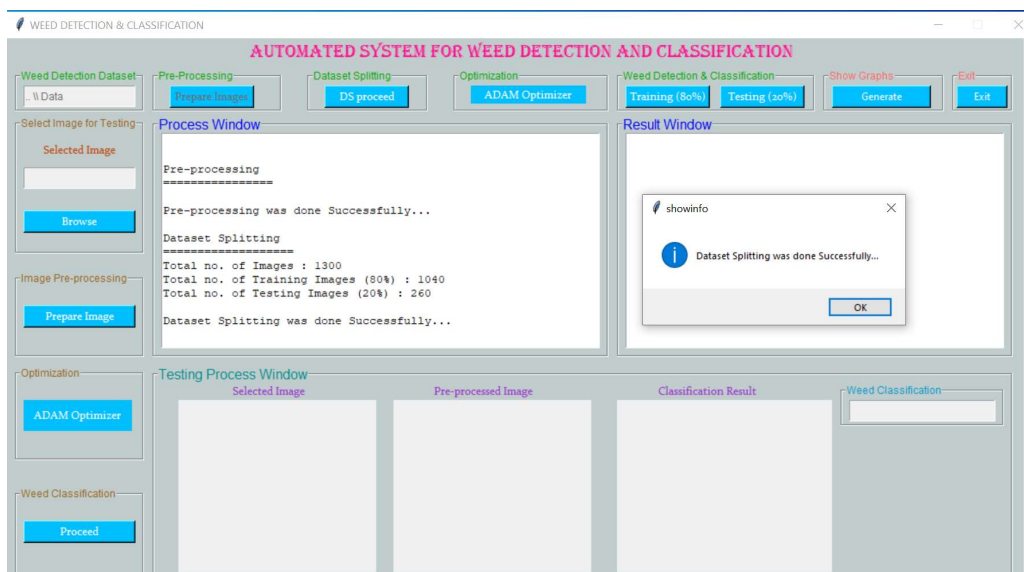 WEED DETECTION & CLASSIFICATION
AUTOMATED SYSTEM FOR WEED DETECTION AND CLASSIFICATION
Weed Detection Dataset
.. \\ Data
Pre-Processing
Prepare Images
Dataset Splitting
DS proceed
Optimization
ADAM Optimizer
Weed Detection & Classification
Training (80%)
Testing (20%)
Show Graphs
Generate
Exit
Exit
Select Image for Testing
Selected Image
Browse
Image Pre-processing
Prepare Image
Optimization
ADAM Optimizer
Weed Classification
Proceed
Process Window
Pre-processing
================
Pre-processing was done Successfully...
Dataset Splitting
===================
Total no. of Images : 1300
Total no. of Training Images (80%) : 1040
Total no. of Testing Images (20%) : 260
Dataset Splitting was done Successfully...
Result Window
showinfo
Dataset Splitting was done Successfully...
OK
Testing Process Window
Selected Image
Pre-processed Image
Classification Result
Weed Classification